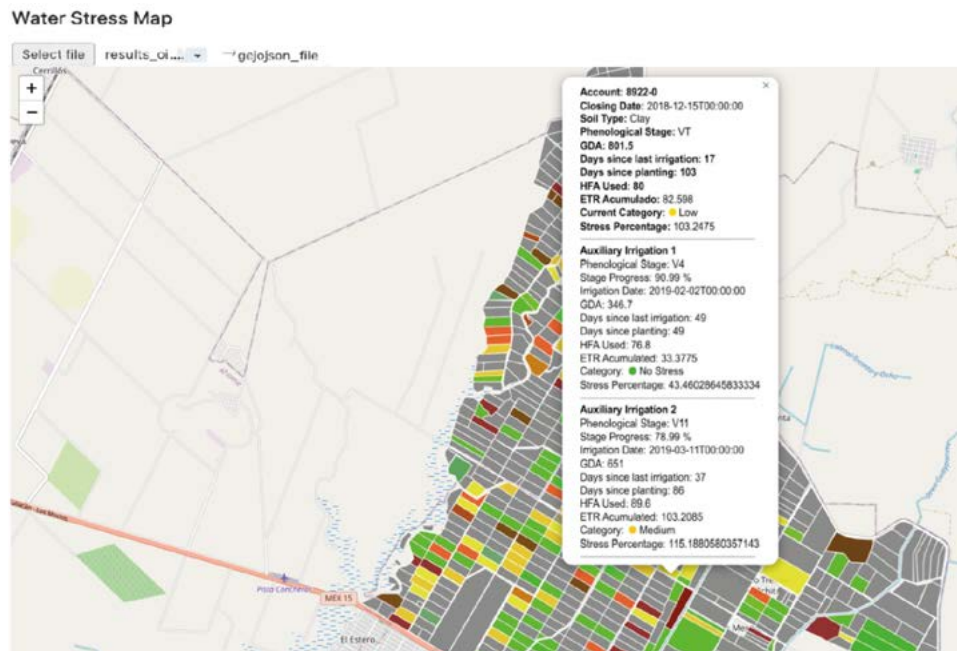 Water Stress Map
Select file results_oi.... gcjojson_file
Cerrillos
+
−
×
Account: 8922-0
Closing Date: 2018-12-15T00:00:00
Soil Type: Clay
Phenological Stage: VT
GDA: 801.5
Days since last irrigation: 17
Days since planting: 103
HFA Used: 80
ETR Acumulado: 82.598
Current Category: Low
Stress Percentage: 103.2475
Auxiliary Irrigation 1
Phenological Stage: V4
Stage Progress: 90.99 %
Irrigation Date: 2019-02-02T00:00:00
GDA: 346.7
Days since last irrigation: 49
Days since planting: 49
HFA Used: 76.8
ETR Acumulated: 33.3775
Category: No Stress
Stress Percentage: 43.46028645833334
Auxiliary Irrigation 2
Phenological Stage: V11
Stage Progress: 78.99 %
Irrigation Date: 2019-03-11T00:00:00
GDA: 651
Days since last irrigation: 37
Days since planting: 86
HFA Used: 89.6
ETR Acumulated: 103.2085
Category: Medium
Stress Percentage: 115.1880580357143
MEX 15
El Estero